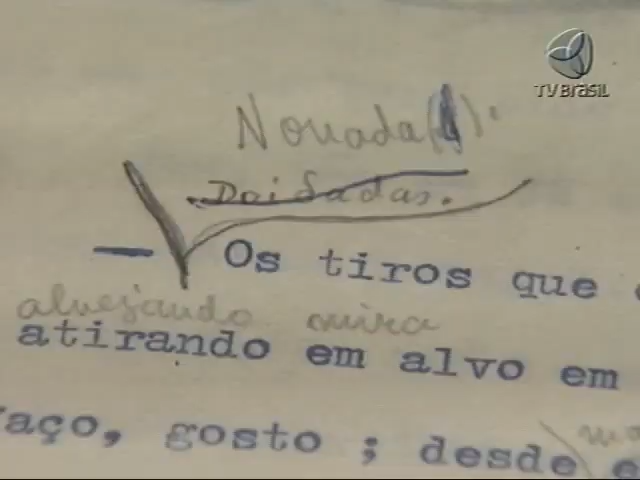 TV BRASIL
Nonada( ).
Doidadas.
— Os tiros que
alvejando mira
atirando em alvo em
aço, gosto ; desde